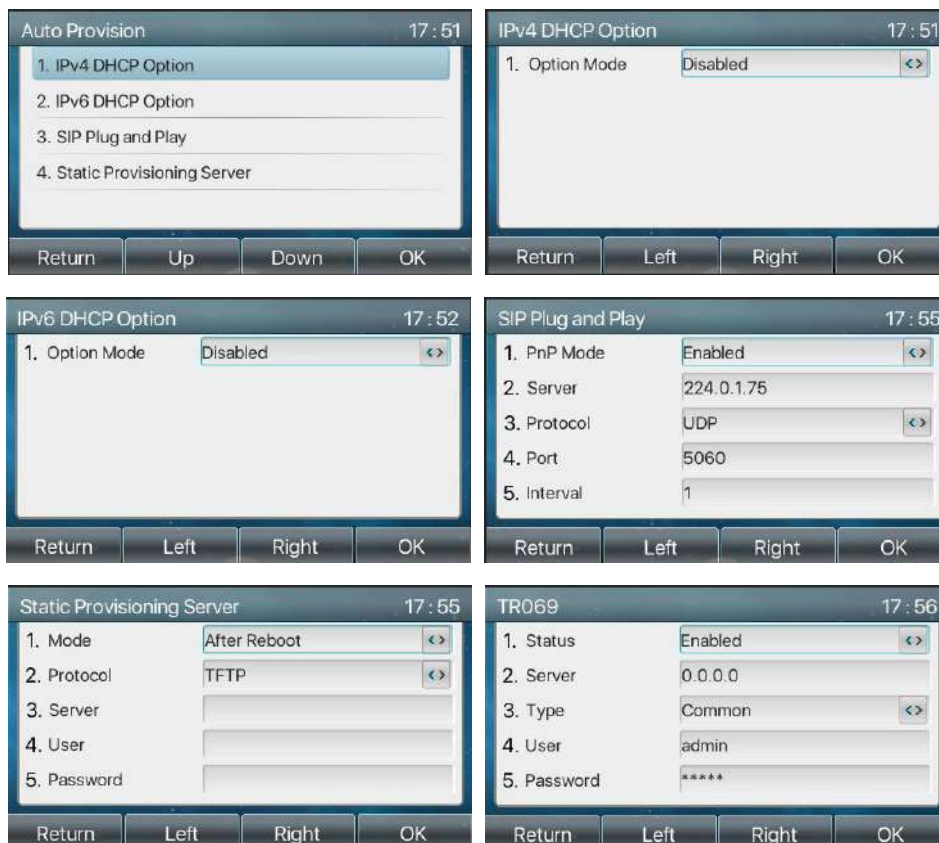 Auto Provision 17:51
1. IPv4 DHCP Option
2. IPv6 DHCP Option
3. SIP Plug and Play
4. Static Provisioning Server
Return Up Down OK
IPv4 DHCP Option 17:51
1. Option Mode Disabled <>
Return Left Right OK
IPv6 DHCP Option 17:52
1. Option Mode Disabled <>
Return Left Right OK
SIP Plug and Play 17:55
1. PnP Mode Enabled <>
2. Server 224.0.1.75
3. Protocol UDP <>
4. Port 5060
5. Interval 1
Return Left Right OK
Static Provisioning Server 17:55
1. Mode After Reboot <>
2. Protocol TFTP <>
3. Server
4. User
5. Password
Return Left Right OK
TR069 17:56
1. Status Enabled <>
2. Server 0.0.0.0
3. Type Common <>
4. User admin
5. Password *****
Return Left Right OK